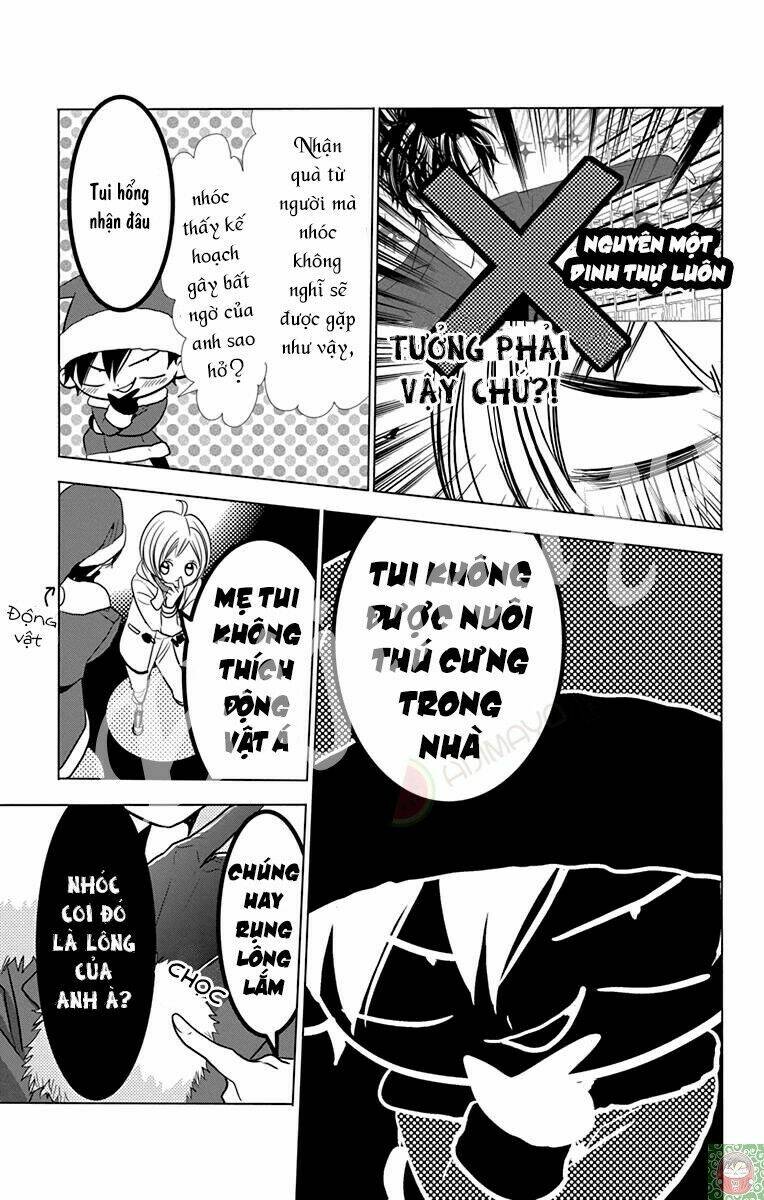 NGUYÊN MỘT
DINH THỰ LUÔN
TƯỞNG PHẢI
VẬY CHỨ?!
Nhận
quà từ
người mà
nhóc
không
nghĩ sẽ
được gặp
như vậy,
nhóc
thấy kế
hoạch
gây bất
ngờ của
anh sao
hở?
Tui hổng
nhận đâu
TUI KHÔNG
ĐƯỢC NUÔI
THÚ CƯNG
TRONG
NHÀ
MẸ TUI
KHÔNG
THÍCH
ĐỘNG
VẬT Á
Động
vật
CHÚNG
HAY
RỤNG
LÔNG
LẮM
CHỌC
NHÓC
COI ĐÓ
LÀ LÔNG
CỦA
ANH À?